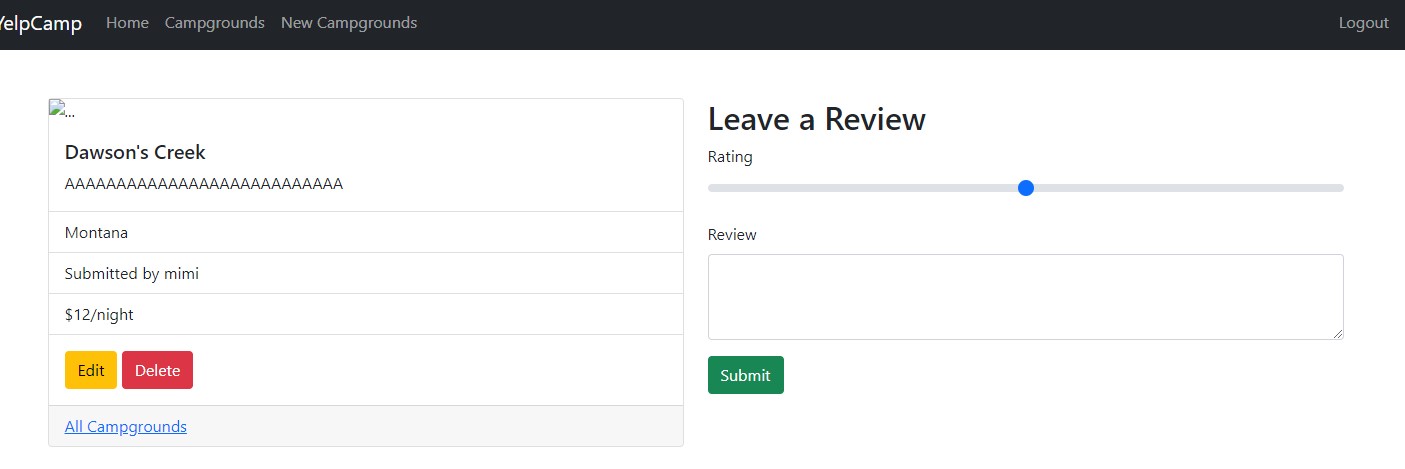 YelpCamp Home Campgrounds New Campgrounds Logout
...
Dawson's Creek
AAAAAAAAAAAAAAAAAAAAAAAAAAA
Montana
Submitted by mimi
$12/night
Edit Delete
All Campgrounds
Leave a Review
Rating
Review
Submit